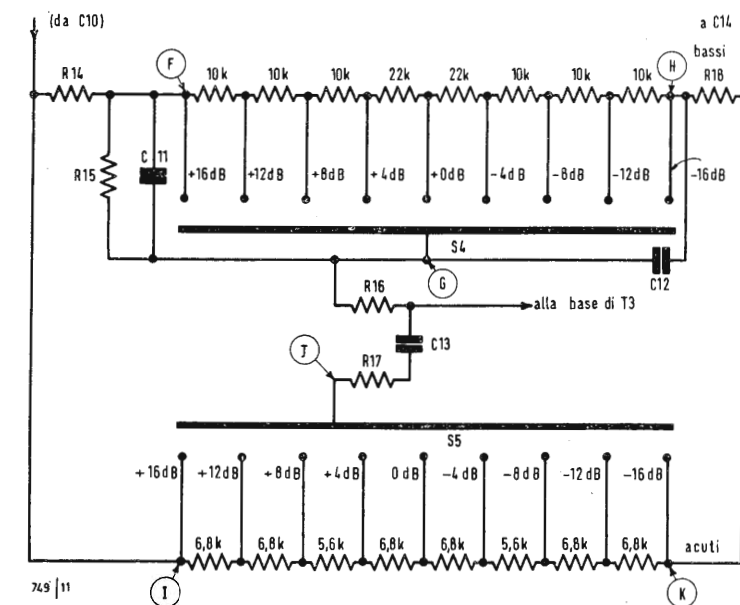 (da C10)
a C14
bassi
R14
F
10k
10k
10k
22k
22k
10k
10k
10k
H
R18
R15
C 11
+16dB
+12dB
+8dB
+4dB
+0dB
-4dB
-8dB
-12dB
-16dB
S4
G
C12
R16
alla base di T3
C13
J
R17
S5
+16dB
+12dB
+8dB
+4dB
0dB
-4dB
-8dB
-12dB
-16dB
6,8k
6,8k
5,6k
6,8k
6,8k
5,6k
6,8k
6,8k
acuti
I
K
749 | 11